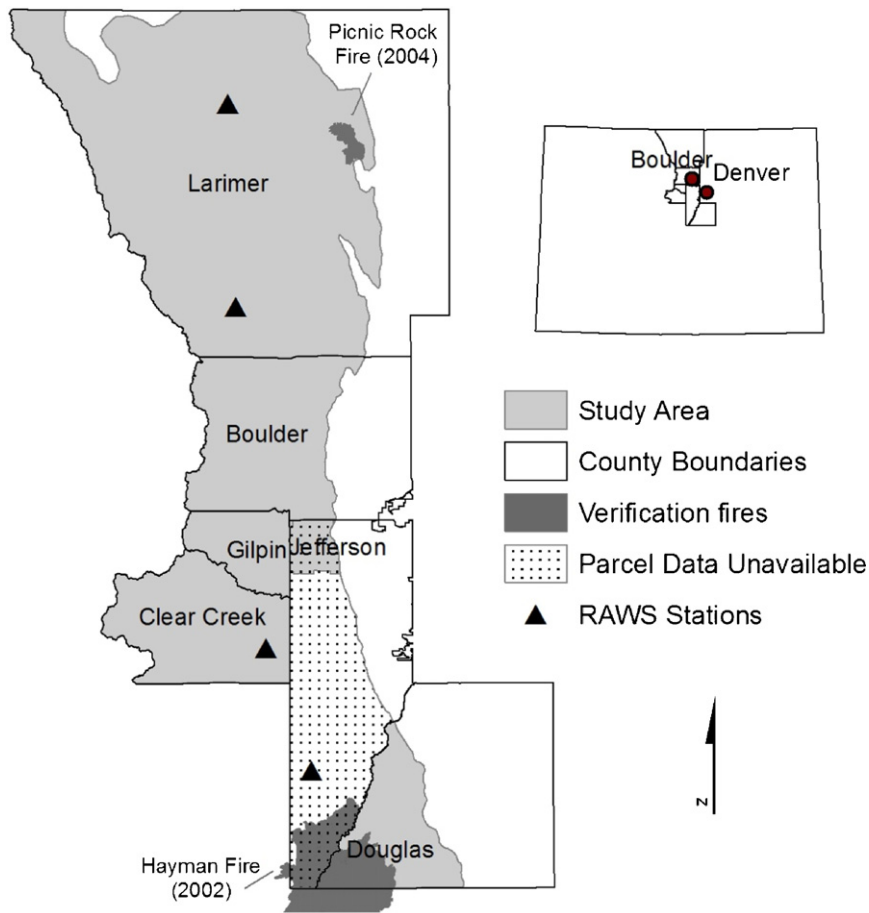 Picnic Rock
Fire (2004)
Larimer
Boulder
Denver
Study Area
Boulder
County Boundaries
Verification fires
Gilpin
Jefferson
Parcel Data Unavailable
Clear Creek
RAWS Stations
N
Douglas
Hayman Fire
(2002)